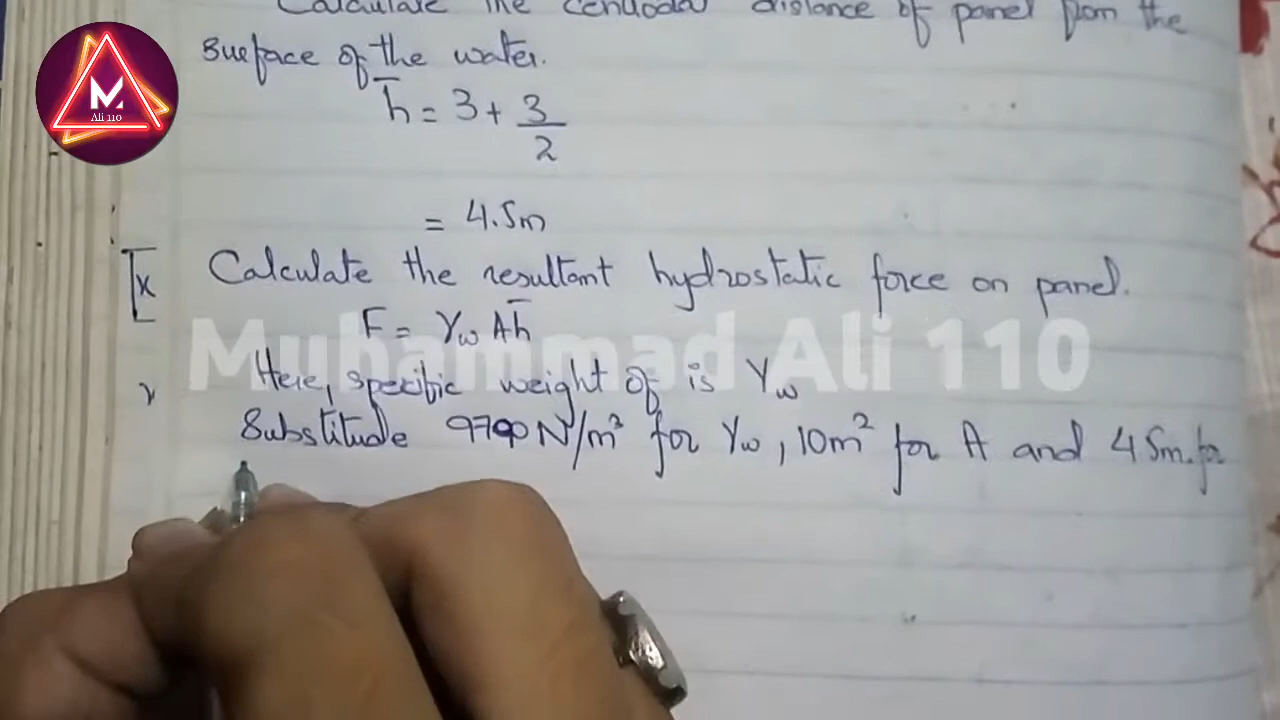 Calculate the centroidal distance of panel from the
surface of the water.
h̄ = 3 + 3/2
= 4.5m
Calculate the resultant hydrostatic force on panel.
F = γw Ah̄
Here, specific weight of is γw
Substitude 9790 N/m³ for γw, 10m² for A and 4.5m. for
M
Ali 110
Muhammad Ali 110